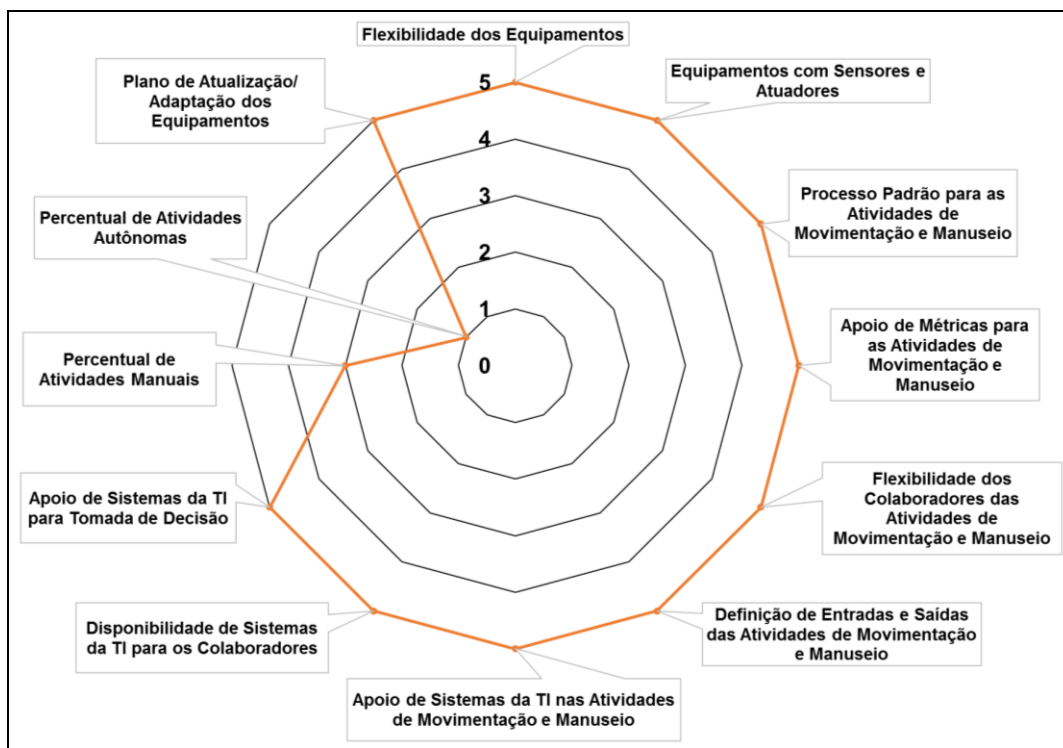 Flexibilidade dos Equipamentos
Equipamentos com Sensores e
Atuadores
Processo Padrão para as
Atividades de
Movimentação e Manuseio
Apoio de Métricas para
as Atividades de
Movimentação e
Manuseio
Flexibilidade dos
Colaboradores das
Atividades de
Movimentação e Manuseio
Definição de Entradas e Saídas
das Atividades de Movimentação
e Manuseio
Apoio de Sistemas da TI nas Atividades
de Movimentação e Manuseio
Disponibilidade de Sistemas
da TI para os Colaboradores
Apoio de Sistemas da TI
para Tomada de Decisão
Percentual de
Atividades Manuais
Percentual de Atividades
Autônomas
Plano de Atualização/
Adaptação dos
Equipamentos
5
4
3
2
1
0